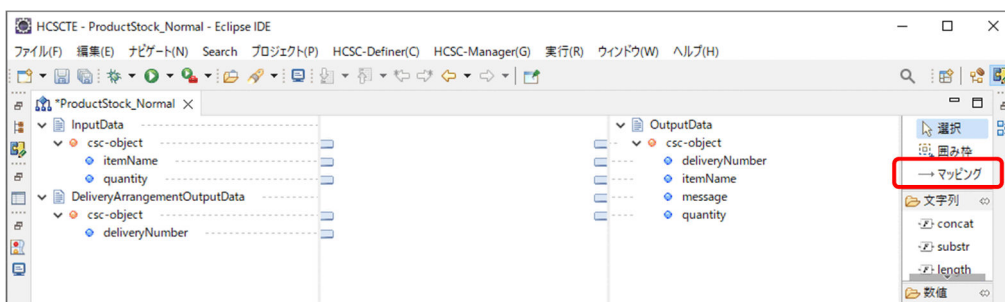 HCSCTE - ProductStock_Normal - Eclipse IDE
ファイル(F) 編集(E) ナビゲート(N) Search プロジェクト(P) HCSC-Definer(C) HCSC-Manager(G) 実行(R) ウィンドウ(W) ヘルプ(H)
*ProductStock_Normal
InputData
csc-object
itemName
quantity
DeliveryArrangementOutputData
csc-object
deliveryNumber
OutputData
csc-object
deliveryNumber
itemName
message
quantity
選択
囲み枠
マッピング
文字列
concat
substr
length
数値